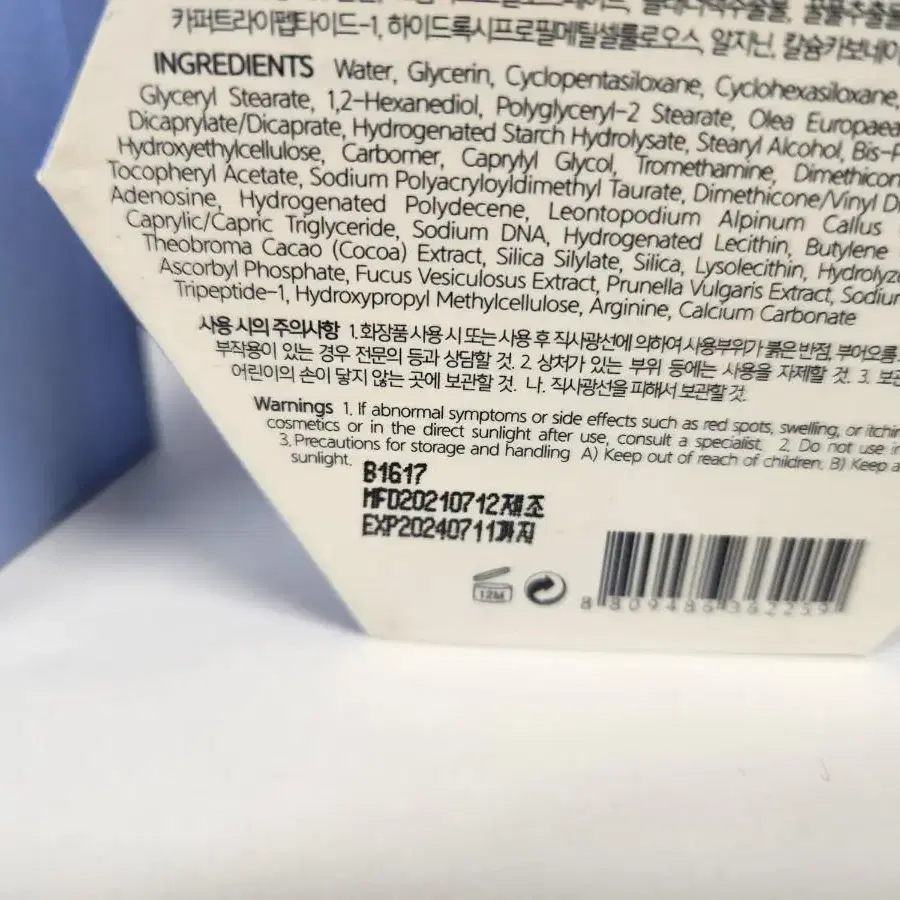 카퍼트라이펩타이드-1, 하이드록시프로필메틸셀룰로오스, 알지닌, 칼슘카보네이
INGREDIENTS Water, Glycerin, Cyclopentasiloxane, Cyclohexasiloxane,
Glyceryl Stearate, 1,2-Hexanediol, Polyglyceryl-2 Stearate, Olea Europaea
Dicaprylate/Dicaprate, Hydrogenated Starch Hydrolysate, Stearyl Alcohol, Bis-P
Hydroxyethylcellulose, Carbomer, Caprylyl Glycol, Tromethamine, Dimethicon
Tocopheryl Acetate, Sodium Polyacryloyldimethyl Taurate, Dimethicone/Vinyl Di
Adenosine, Hydrogenated Polydecene, Leontopodium Alpinum Callus
Caprylic/Capric Triglyceride, Sodium DNA, Hydrogenated Lecithin, Butylene
Theobroma Cacao (Cocoa) Extract, Silica Silylate, Silica, Lysolecithin, Hydrolyze
Ascorbyl Phosphate, Fucus Vesiculosus Extract, Prunella Vulgaris Extract, Sodium
Tripeptide-1, Hydroxypropyl Methylcellulose, Arginine, Calcium Carbonate
사용 시의 주의사항 1. 화장품 사용 시 또는 사용 후 직사광선에 의하여 사용부위가 붉은 반점, 부어오름
부작용이 있는 경우 전문의 등과 상담할 것. 2. 상처가 있는 부위 등에는 사용을 자제할 것. 3. 보관
어린이의 손이 닿지 않는 곳에 보관할 것. 나. 직사광선을 피해서 보관할 것.
Warnings 1. If abnormal symptoms or side effects such as red spots, swelling, or itchin
cosmetics or in the direct sunlight after use, consult a specialist. 2. Do not use in
3. Precautions for storage and handling A) Keep out of reach of children. B) Keep a
sunlight.
B1617
MFD20210712제조
EXP20240711까지
12M
8 809486362259